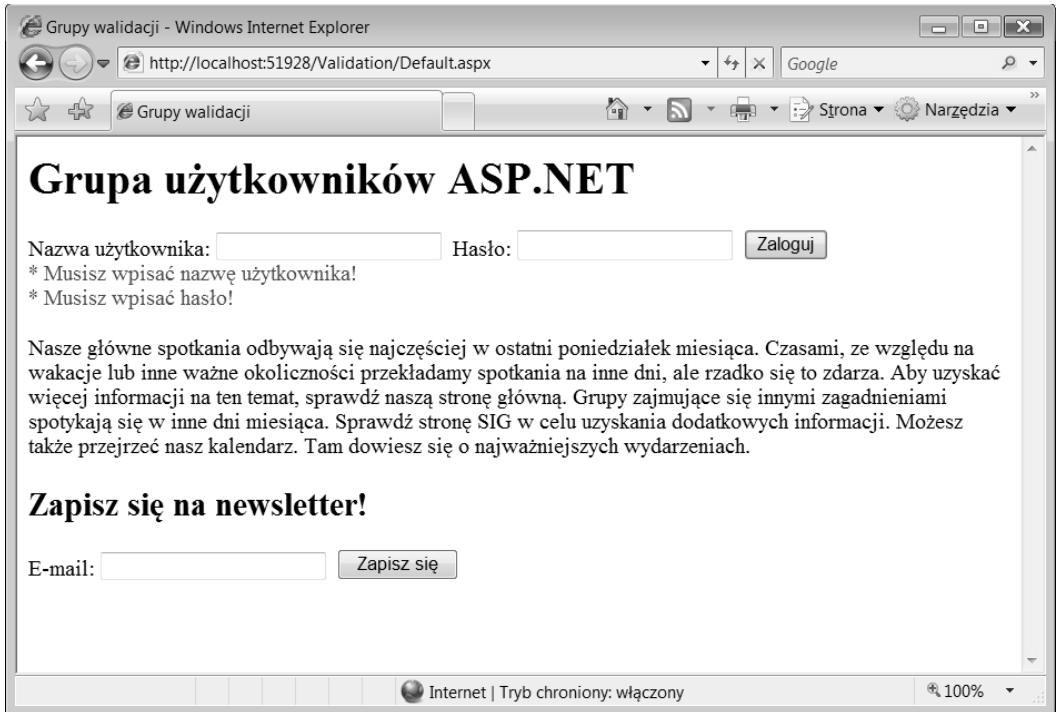 Grupy walidacji - Windows Internet Explorer
http://localhost:51928/Validation/Default.aspx
Google
Grupy walidacji
Strona
Narzędzia
Grupa użytkowników ASP.NET
Nazwa użytkownika: Hasło: Zaloguj
* Musisz wpisać nazwę użytkownika!
* Musisz wpisać hasło!
Nasze główne spotkania odbywają się najczęściej w ostatni poniedziałek miesiąca. Czasami, ze względu na
wakacje lub inne ważne okoliczności przekładamy spotkania na inne dni, ale rzadko się to zdarza. Aby uzyskać
więcej informacji na ten temat, sprawdź naszą stronę główną. Grupy zajmujące się innymi zagadnieniami
spotykają się w inne dni miesiąca. Sprawdź stronę SIG w celu uzyskania dodatkowych informacji. Możesz
także przejrzeć nasz kalendarz. Tam dowiesz się o najważniejszych wydarzeniach.
Zapisz się na newsletter!
E-mail: Zapisz się
Internet | Tryb chroniony: włączony
100%